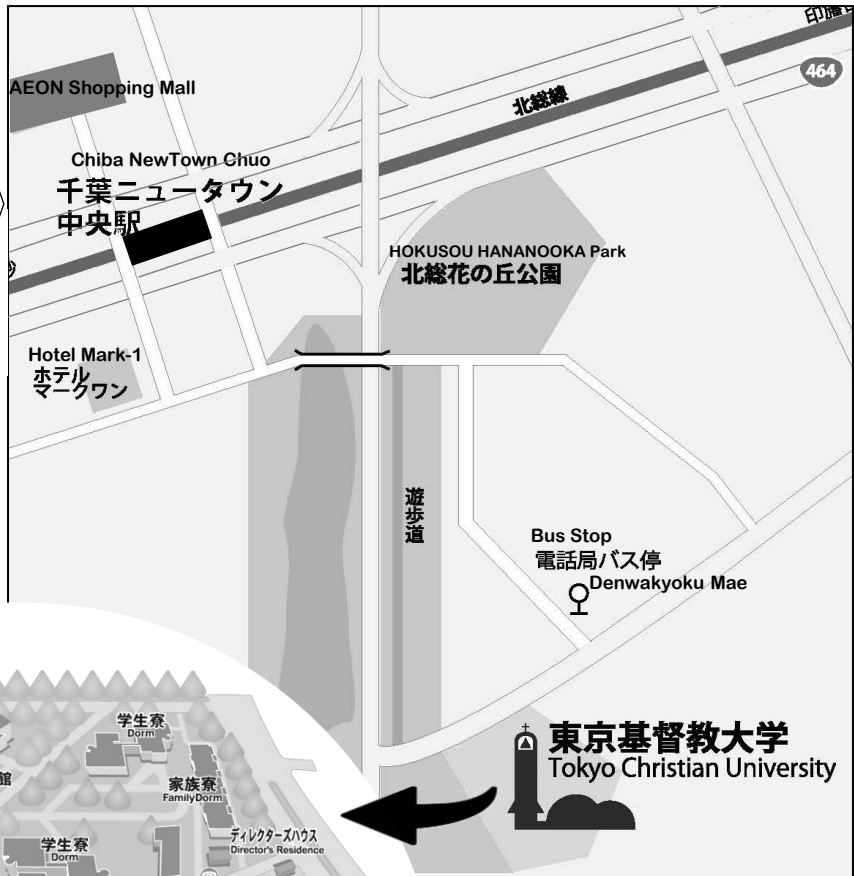 464
AEON Shopping Mall
北総線
Chiba NewTown Chuo
千葉ニュータウン
中央駅
HOKUSOU HANANOOKA Park
北総花の丘公園
Hotel Mark-1
ホテル
マークワン
遊歩道
Bus Stop
電話局バス停
Denwakyoku Mae
東京基督教大学
Tokyo Christian University
学生寮
Dorm
館
家族寮
FamilyDorm
ディレクターズハウス
Director's Residence
学生寮
Dorm